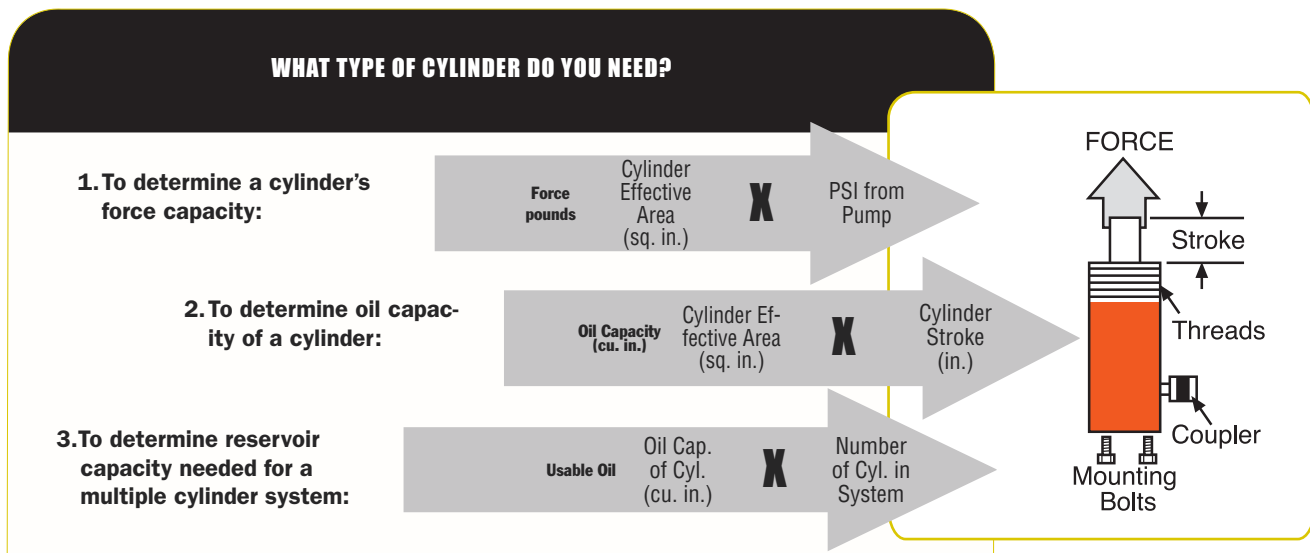 WHAT TYPE OF CYLINDER DO YOU NEED?
1. To determine a cylinder's
force capacity:
Force
pounds
Cylinder
Effective
Area
(sq. in.)
X
PSI from
Pump
2. To determine oil capac-
ity of a cylinder:
Oil Capacity
(cu. in.)
Cylinder Ef-
fective Area
(sq. in.)
X
Cylinder
Stroke
(in.)
3. To determine reservoir
capacity needed for a
multiple cylinder system:
Usable Oil
Oil Cap.
of Cyl.
(cu. in.)
X
Number
of Cyl. in
System
FORCE
Stroke
Threads
Coupler
Mounting
Bolts